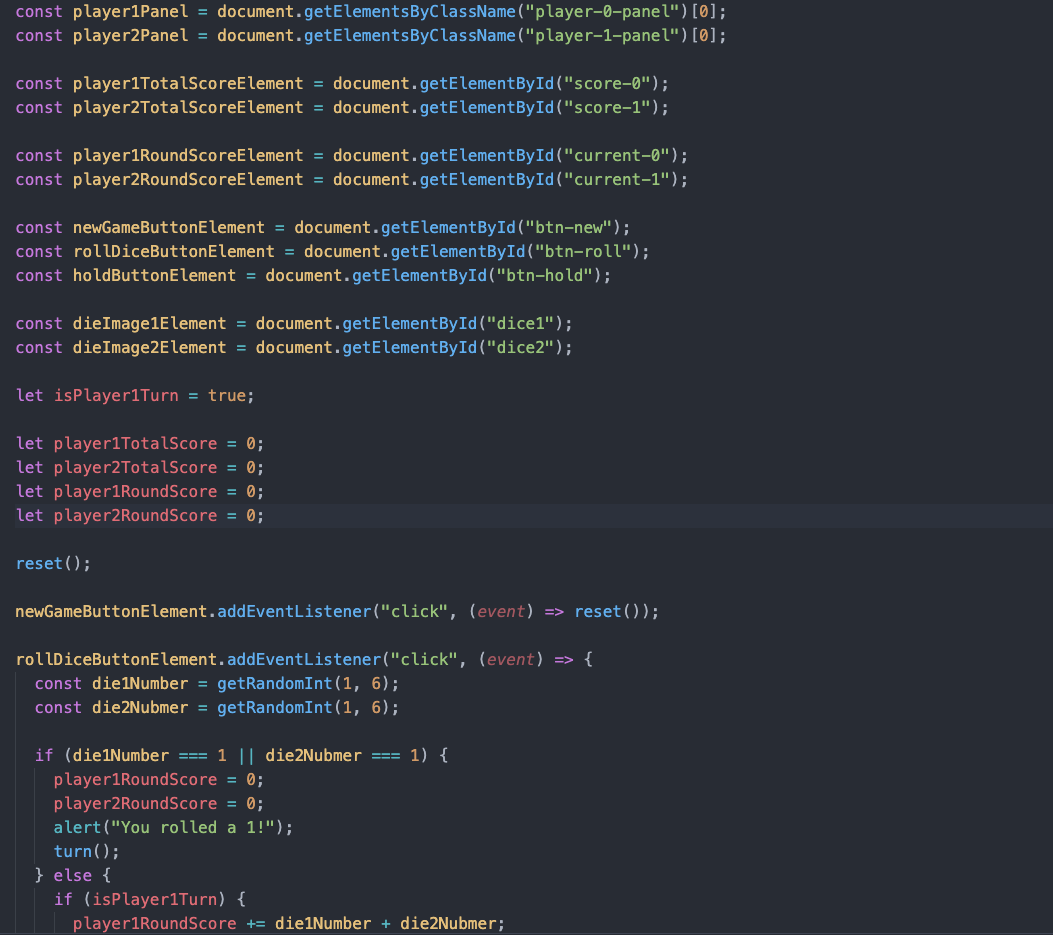 const player1Panel = document.getElementsByClassName("player-0-panel")[0];
const player2Panel = document.getElementsByClassName("player-1-panel")[0];

const player1TotalScoreElement = document.getElementById("score-0");
const player2TotalScoreElement = document.getElementById("score-1");

const player1RoundScoreElement = document.getElementById("current-0");
const player2RoundScoreElement = document.getElementById("current-1");

const newGameButtonElement = document.getElementById("btn-new");
const rollDiceButtonElement = document.getElementById("btn-roll");
const holdButtonElement = document.getElementById("btn-hold");

const dieImage1Element = document.getElementById("dice1");
const dieImage2Element = document.getElementById("dice2");

let isPlayer1Turn = true;

let player1TotalScore = 0;
let player2TotalScore = 0;
let player1RoundScore = 0;
let player2RoundScore = 0;

reset();

newGameButtonElement.addEventListener("click", (event) => reset());

rollDiceButtonElement.addEventListener("click", (event) => {
  const die1Number = getRandomInt(1, 6);
  const die2Nubmer = getRandomInt(1, 6);

  if (die1Number === 1 || die2Nubmer === 1) {
    player1RoundScore = 0;
    player2RoundScore = 0;
    alert("You rolled a 1!");
    turn();
  } else {
    if (isPlayer1Turn) {
      player1RoundScore += die1Number + die2Nubmer;